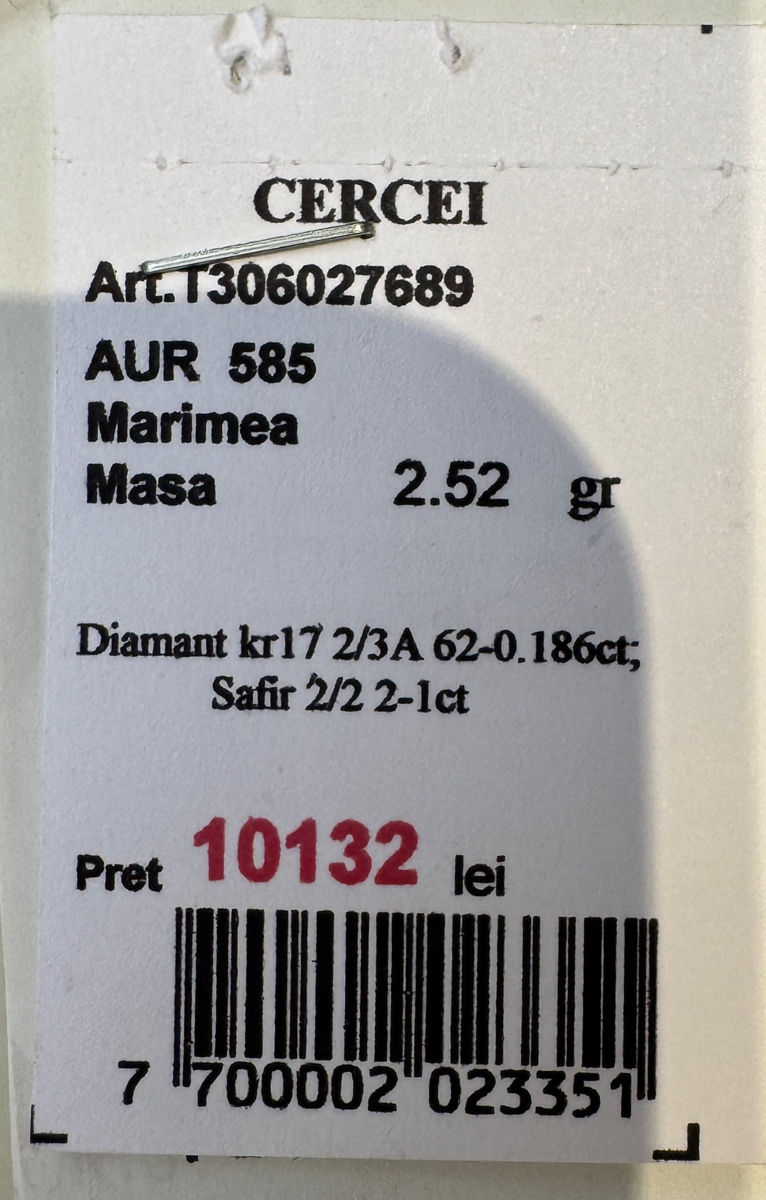 CERCEI
Art.T306027689
AUR 585
Marimea
Masa 2.52 gr
Diamant kr17 2/3A 62-0.186ct;
Safir 2/2 2-1ct
Pret 10132 lei
7 700002 023351